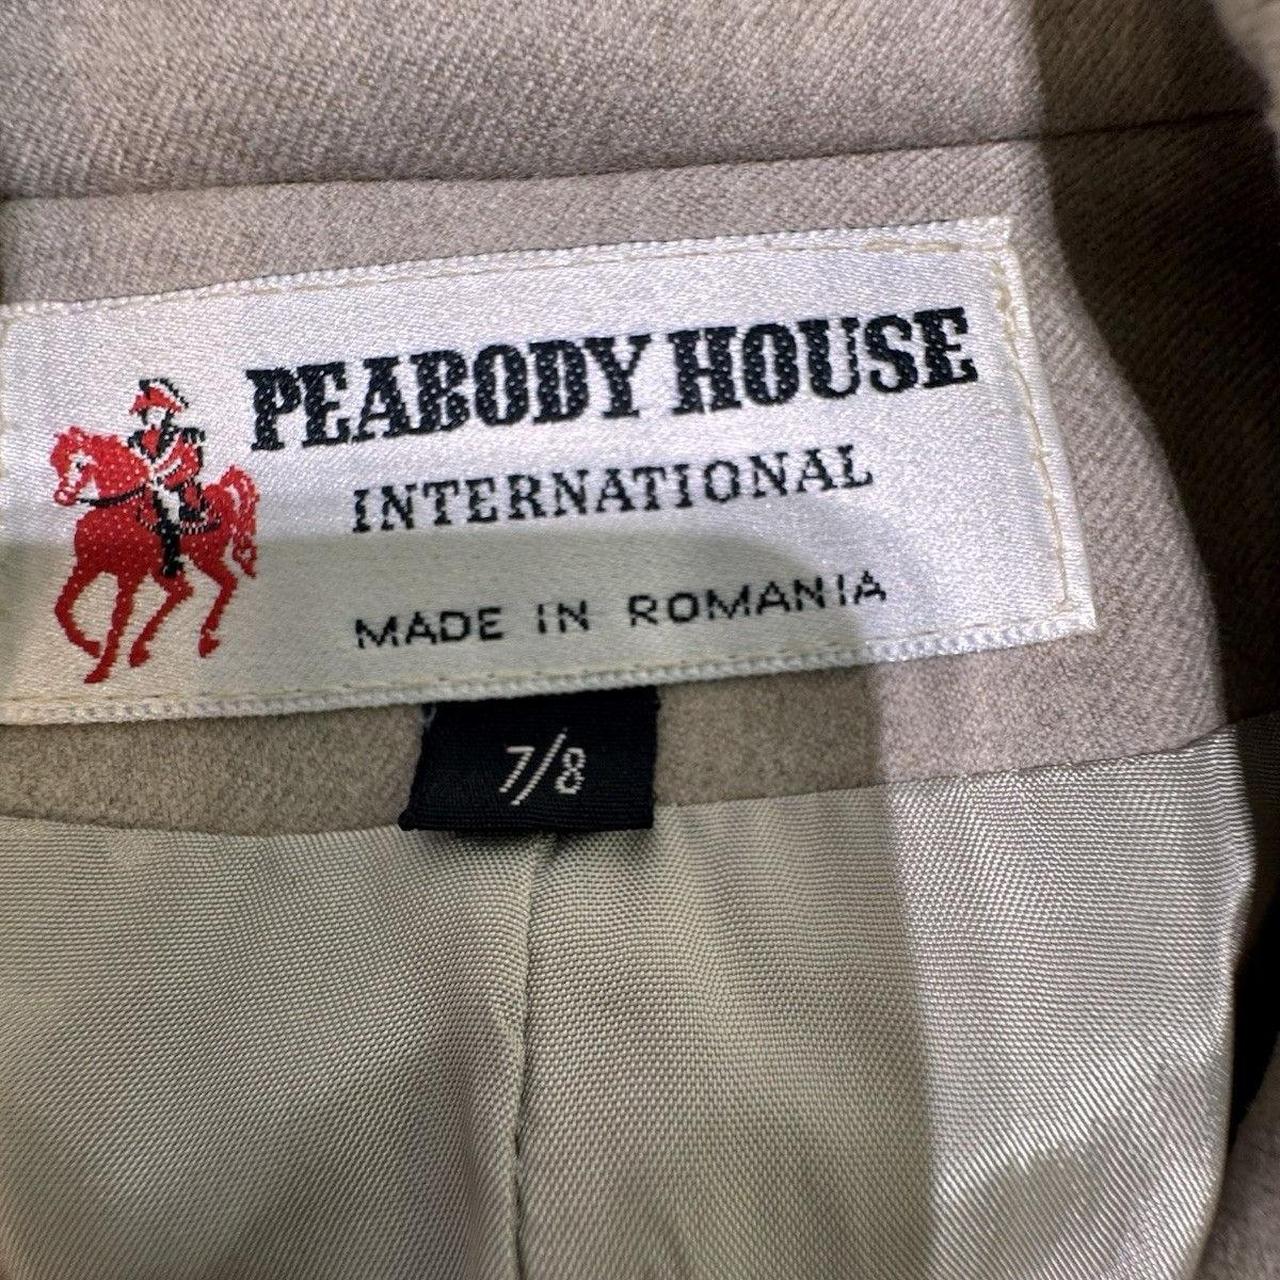 PEABODY HOUSE
INTERNATIONAL
MADE IN ROMANIA
7/8